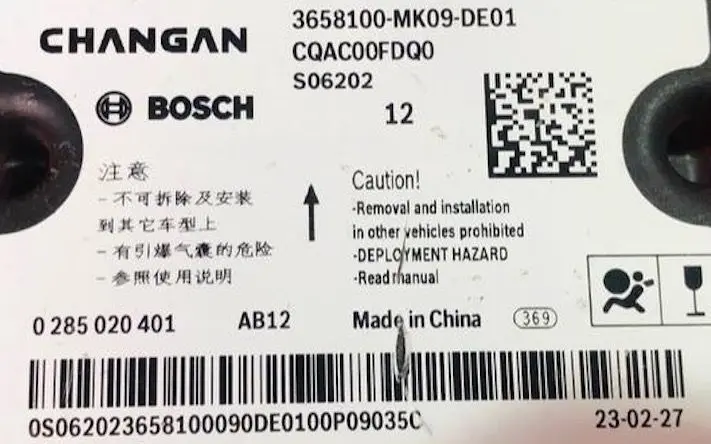 CHANGAN
3658100-MK09-DE01
CQAC00FDQ0
S06202
BOSCH
12
注意
- 不可拆除及安装
到其它车型上
- 有引爆气囊的危险
- 参照使用说明
Caution!
-Removal and installation
in other vehicles prohibited
-DEPLOYMENT HAZARD
-Read manual
0 285 020 401
AB12
Made in China
369
0S062023658100090DE0100P09035C
23-02-27